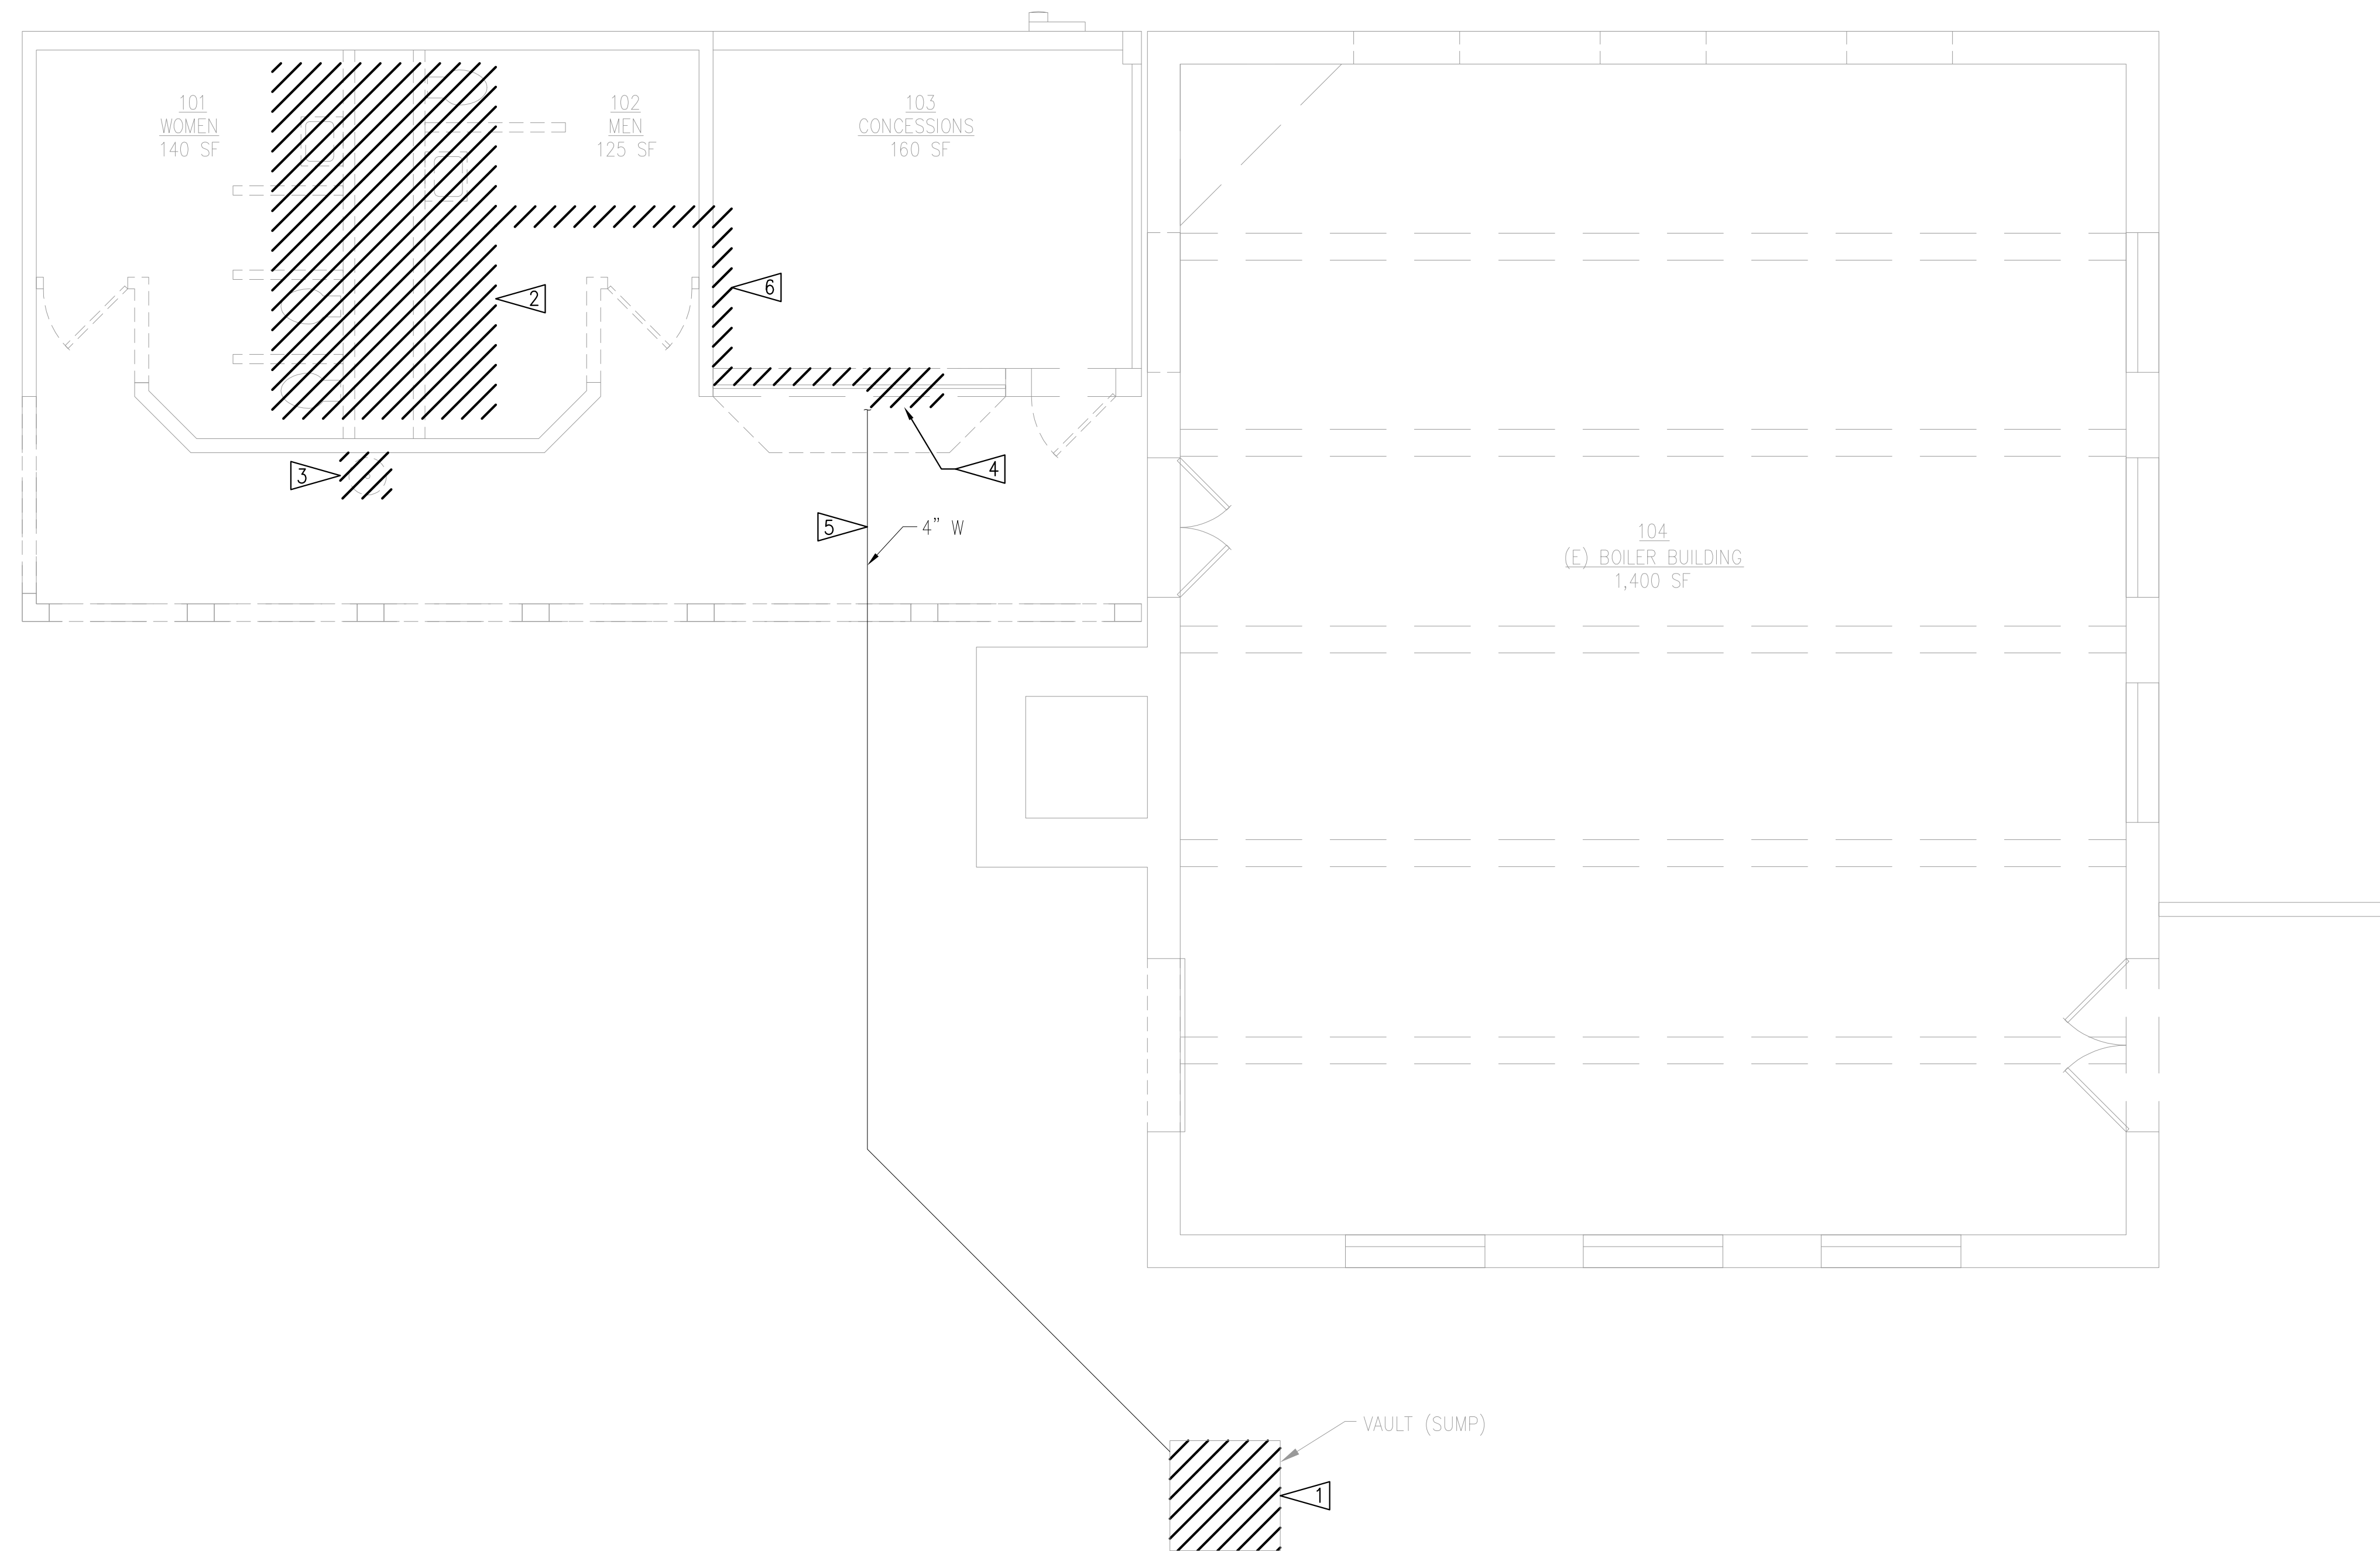 101
WOMEN
140 SF
102
MEN
125 SF
103
CONCESSIONS
160 SF
2
6
3
4
5
4" W
104
(E) BOILER BUILDING
1,400 SF
VAULT (SUMP)
1